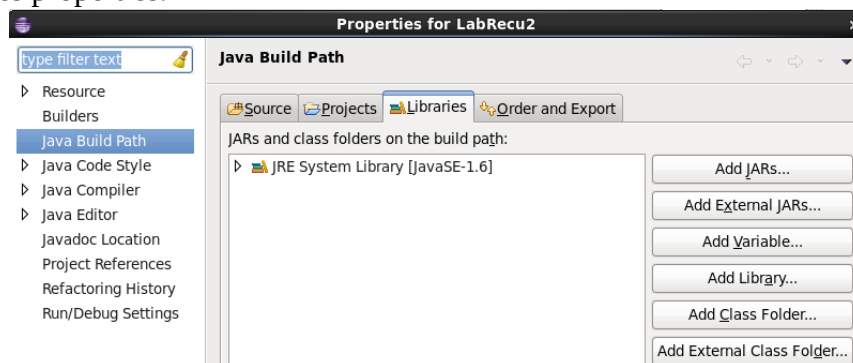 properties.
Properties for LabRecu2
type filter text
Java Build Path
Resource
Builders
Java Build Path
Java Code Style
Java Compiler
Java Editor
Javadoc Location
Project References
Refactoring History
Run/Debug Settings
Source Projects Libraries Order and Export
JARs and class folders on the build path:
JRE System Library [JavaSE-1.6]
Add JARs...
Add External JARs...
Add Variable...
Add Library...
Add Class Folder...
Add External Class Folder...